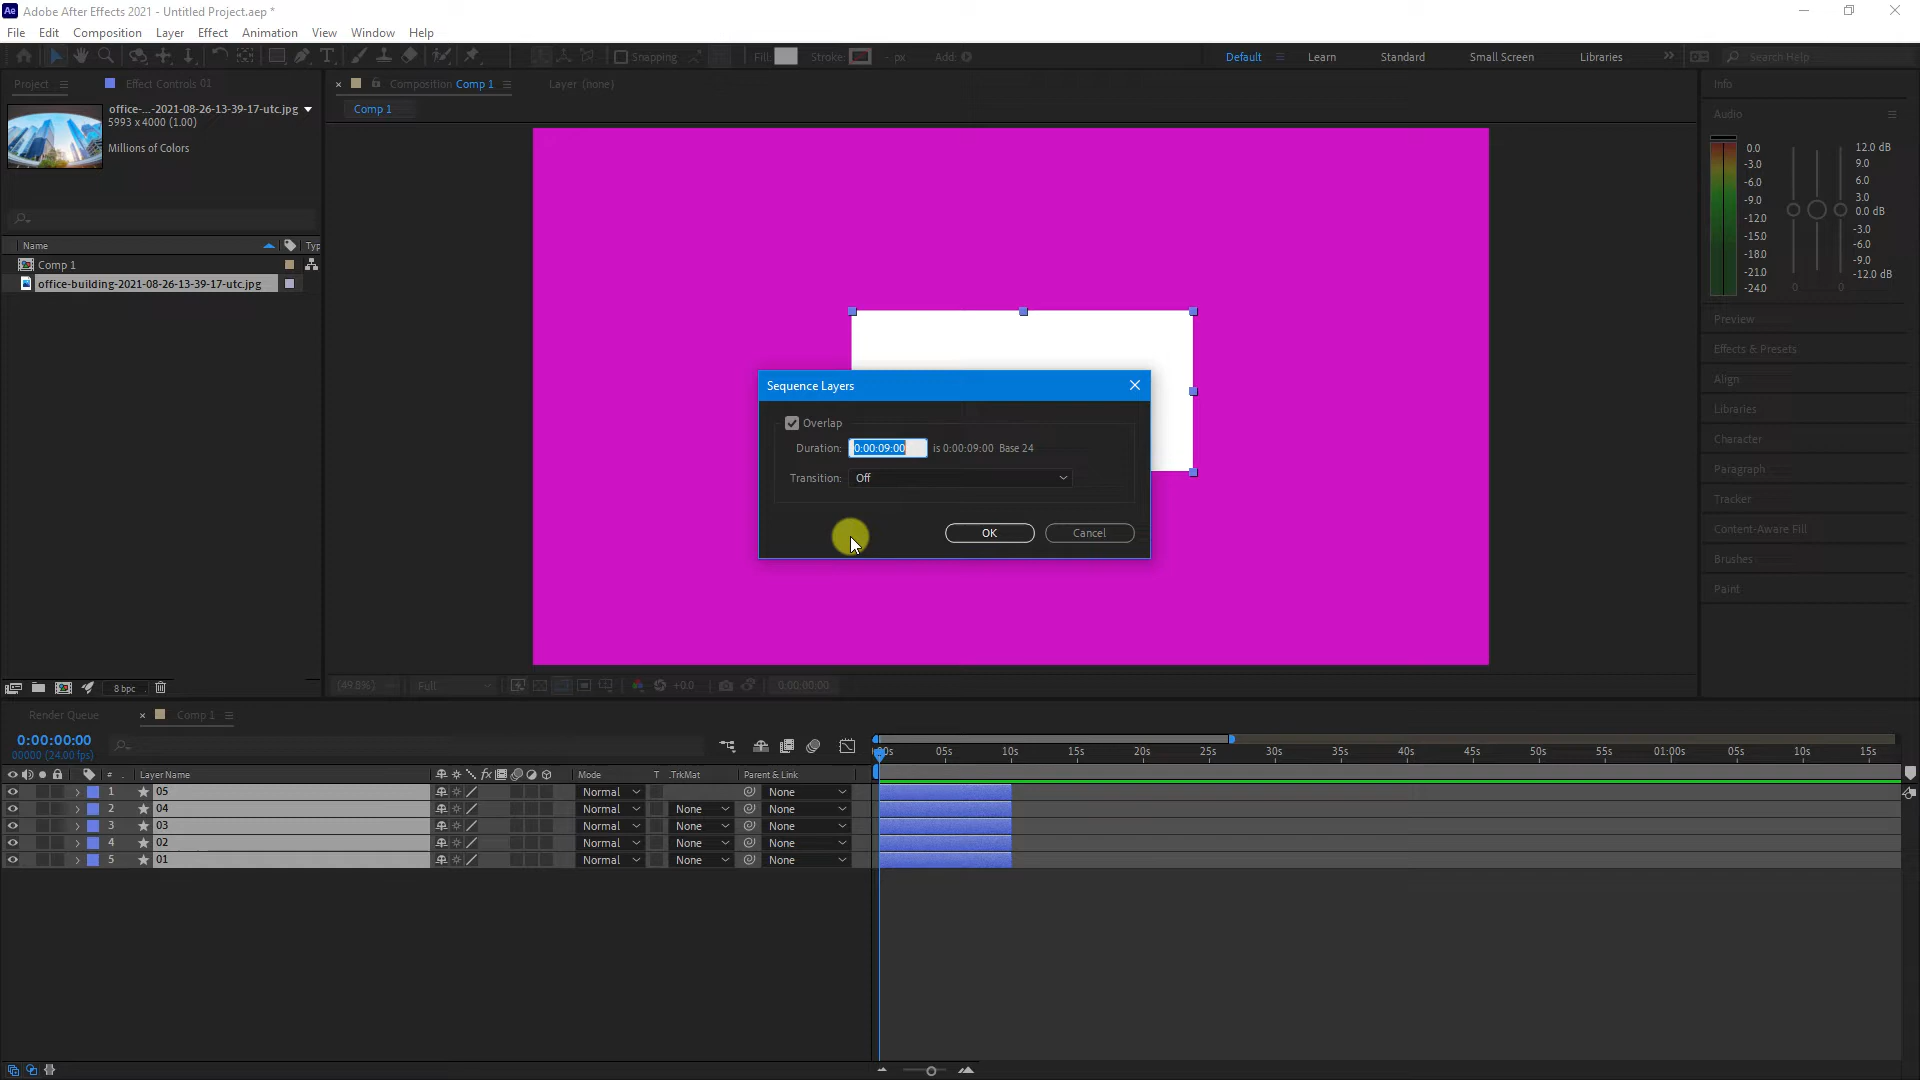 Adobe After Effects 2021 - Untitled Project.aep *
File Edit Composition Layer Effect Animation View Window Help
Snapping Fill: Stroke: - px Add:
Default Learn Standard Small Screen Libraries Search Help
Project Effect Controls 01
office-...-2021-08-26-13-39-17-utc.jpg
5993 x 4000 (1.00)
Millions of Colors
Name Typ
Comp 1
office-building-2021-08-26-13-39-17-utc.jpg
8 bpc
Composition Comp 1 Layer (none)
Comp 1
Sequence Layers
Overlap
Duration: 0:00:09:00 is 0:00:09:00 Base 24
Transition: Off
OK Cancel
(49.8%) Full +0.0 0:00:00:00
Info
Audio
0.0
-3.0
-6.0
-9.0
-12.0
-15.0
-18.0
-21.0
-24.0
0 0
12.0 dB
9.0
6.0
3.0
0.0 dB
-3.0
-6.0
-9.0
-12.0 dB
Preview
Effects & Presets
Align
Libraries
Character
Paragraph
Tracker
Content-Aware Fill
Brushes
Paint
Render Queue Comp 1
0:00:00:00
00000 (24.00 fps)
05s 10s 15s 20s 25s 30s 35s 40s 45s 50s 55s 01:00s 05s 10s 15s
# Layer Name Mode T .TrkMat Parent & Link
1 05 Normal None
2 04 Normal None None
3 03 Normal None None
4 02 Normal None None
5 01 Normal None None